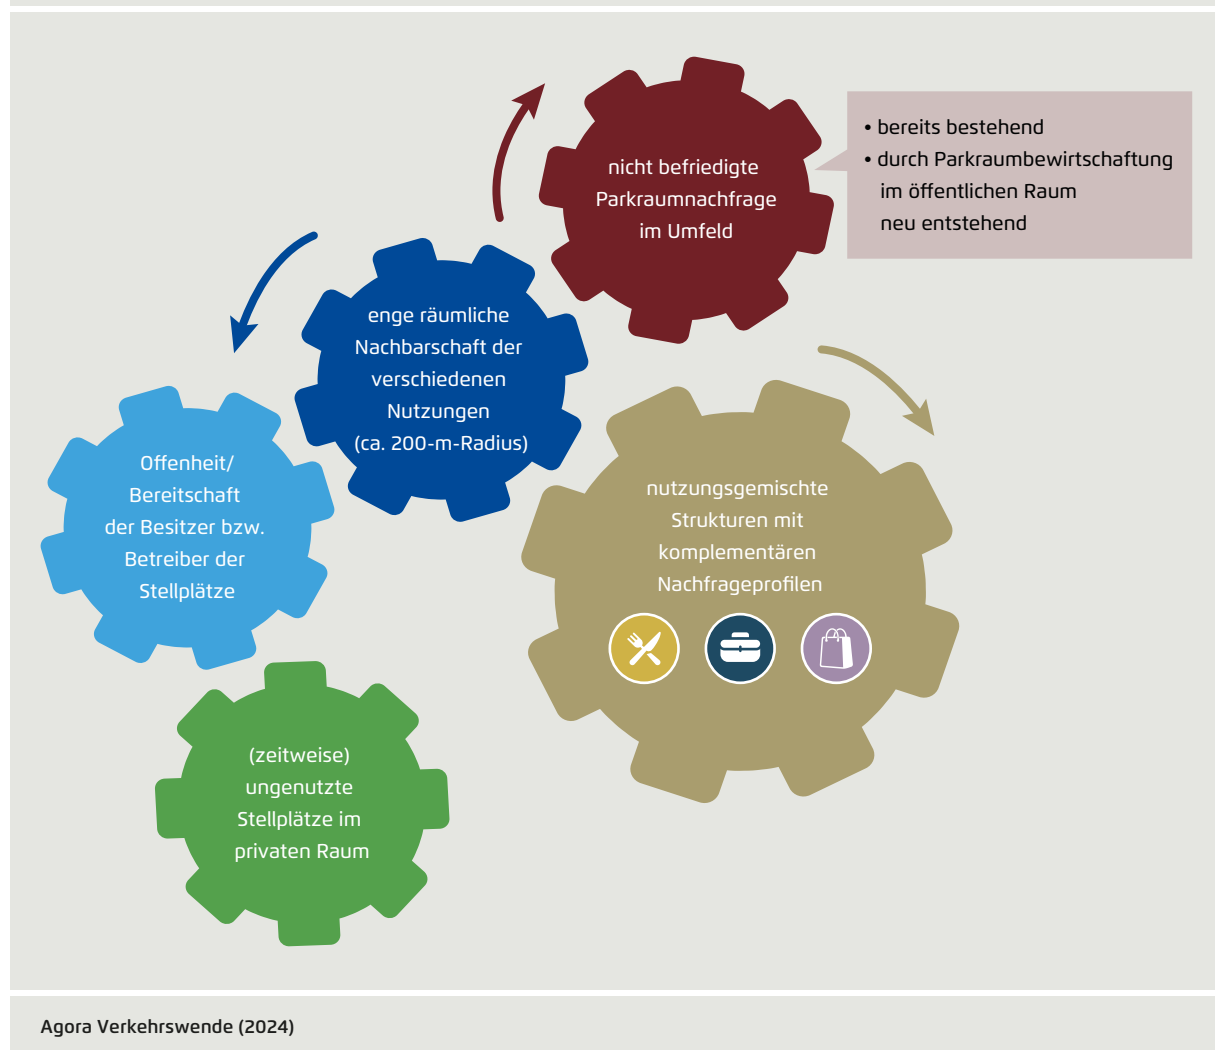 nicht befriedigte
Parkraumnachfrage
im Umfeld
• bereits bestehend
• durch Parkraumbewirtschaftung
im öffentlichen Raum
neu entstehend
enge räumliche
Nachbarschaft der
verschiedenen
Nutzungen
(ca. 200-m-Radius)
Offenheit/
Bereitschaft
der Besitzer bzw.
Betreiber der
Stellplätze
nutzungsgemischte
Strukturen mit
komplementären
Nachfrageprofilen
(zeitweise)
ungenutzte
Stellplätze im
privaten Raum
Agora Verkehrswende (2024)